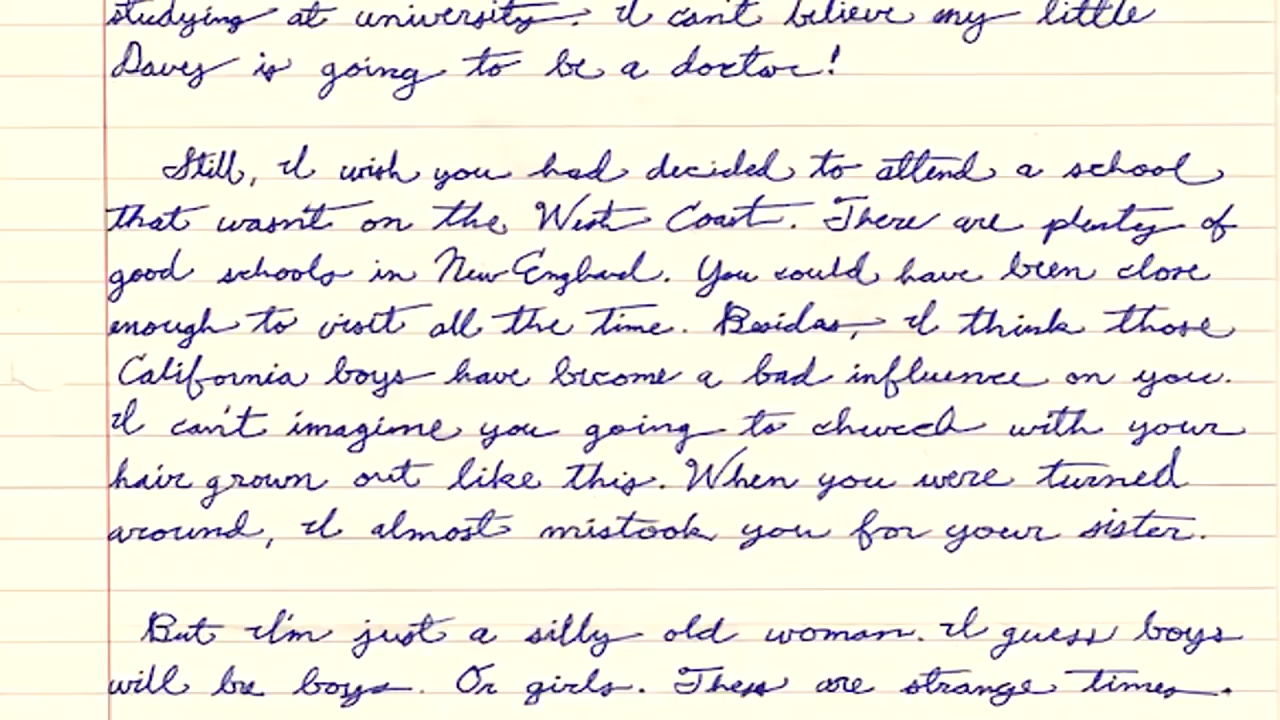 studying at university. I can't believe my little
Davey is going to be a doctor!
Still, I wish you had decided to attend a school
that wasn't on the West Coast. There are plenty of
good schools in New England. You could have been close
enough to visit all the time. Besides, I think those
California boys have become a bad influence on you.
I can't imagine you going to church with your
hair grown out like this. When you were turned
around, I almost mistook you for your sister.
But I'm just a silly old woman. I guess boys
will be boys. Or girls. These are strange times.